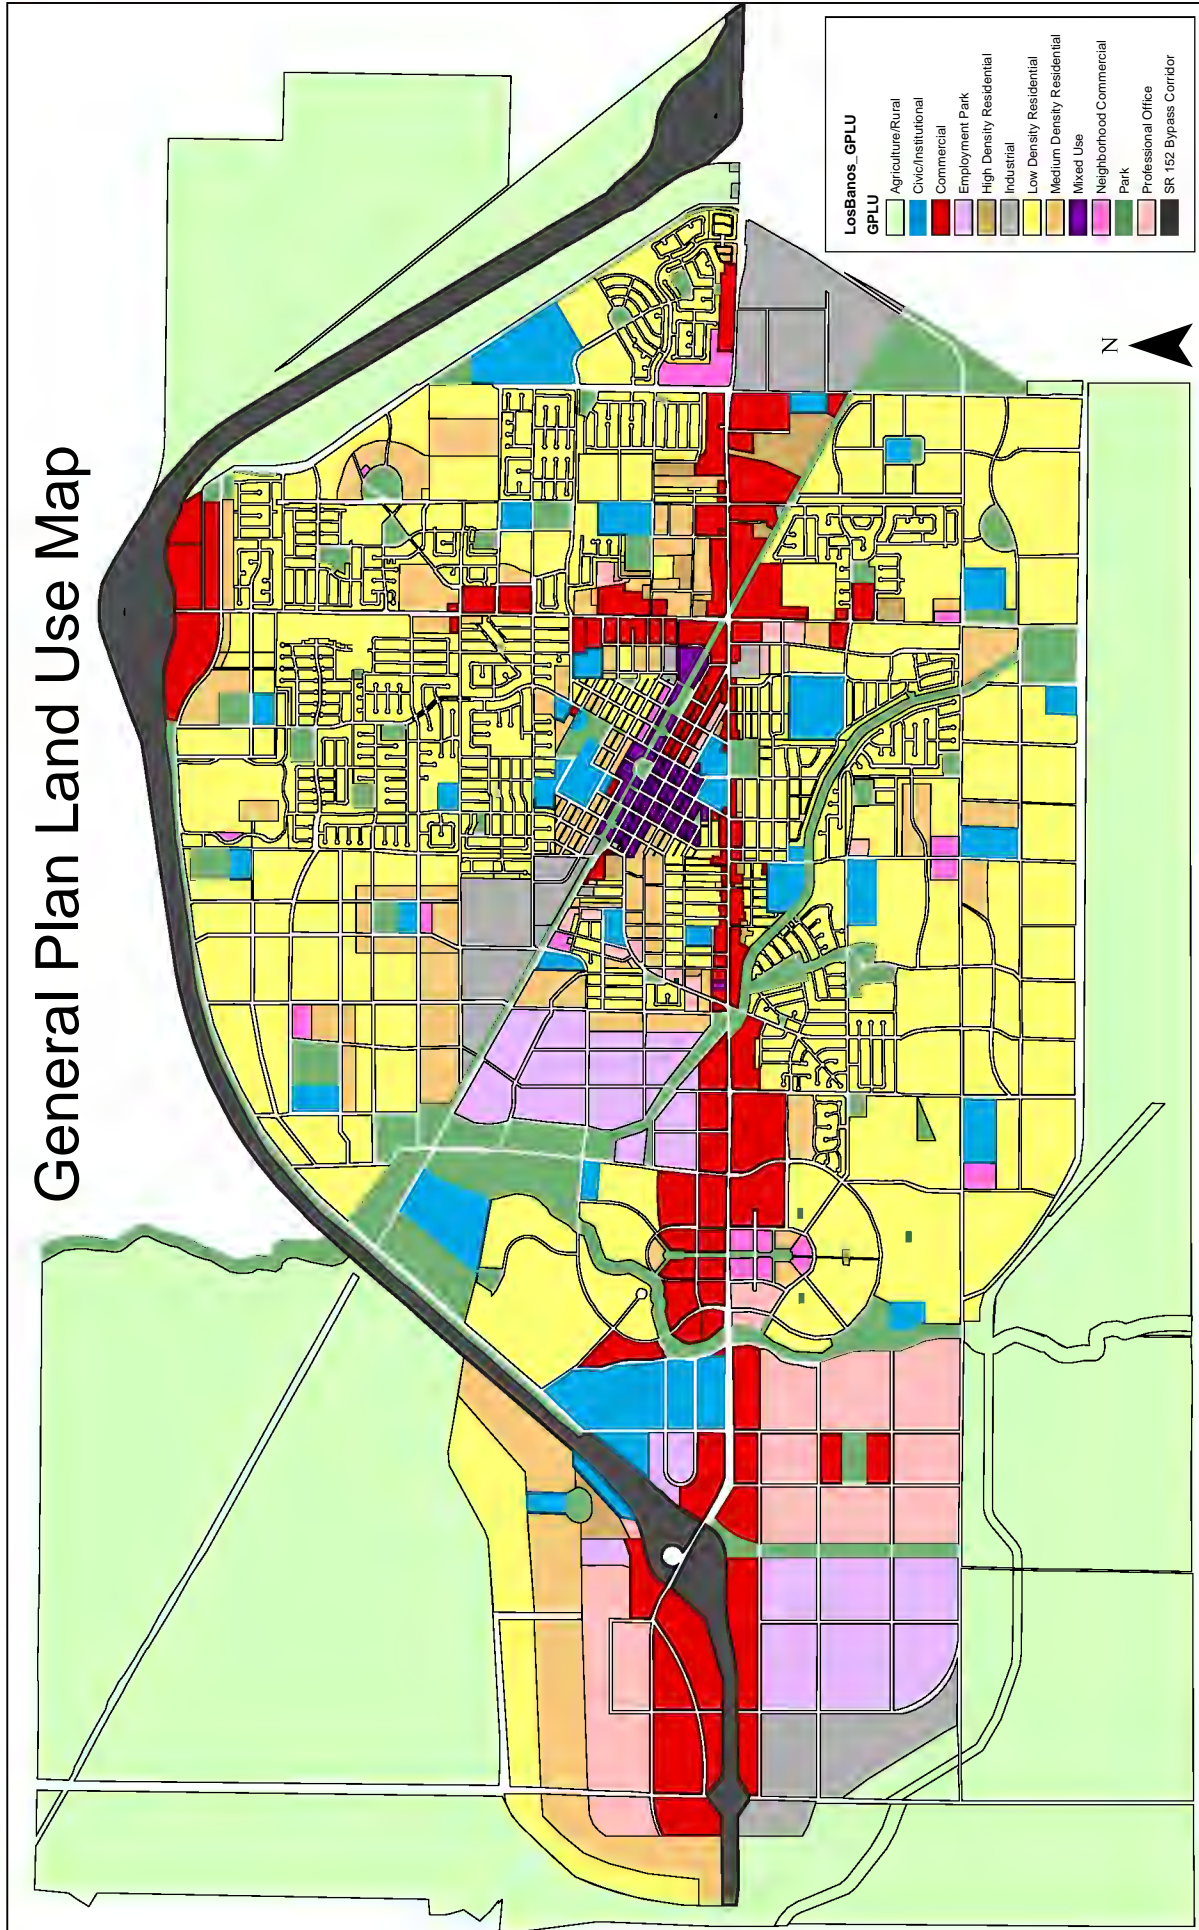 General Plan Land Use Map
LosBanos_GPLU
GPLU
Agriculture/Rural
Civic/Institutional
Commercial
Employment Park
High Density Residential
Industrial
Low Density Residential
Medium Density Residential
Mixed Use
Neighborhood Commercial
Park
Professional Office
SR 152 Bypass Corridor
N